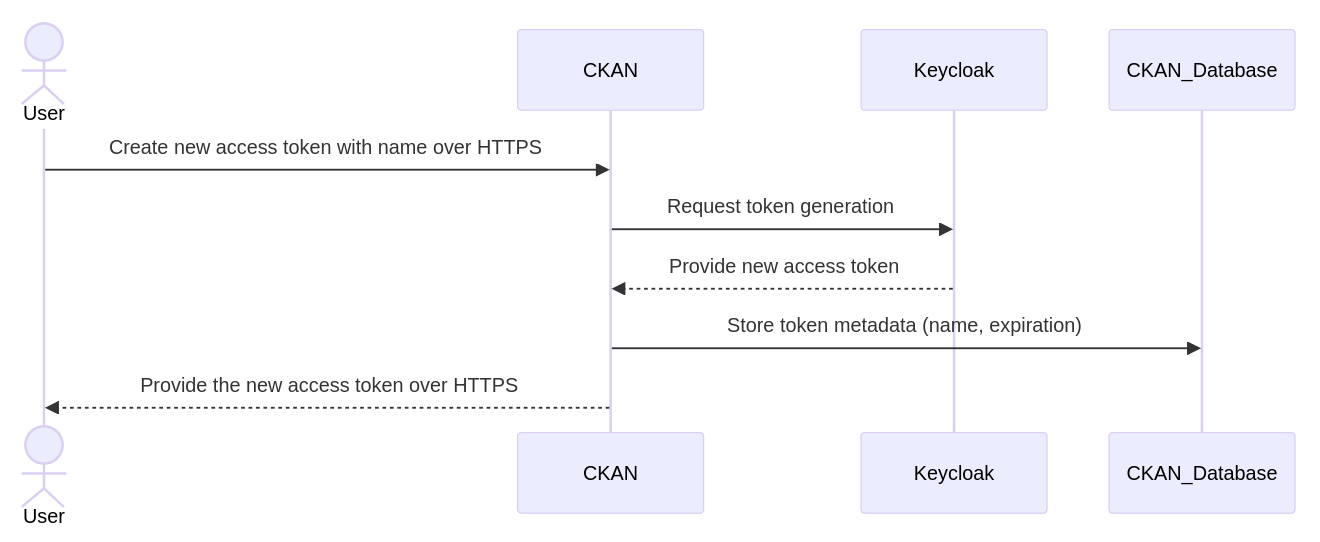 CKAN
Keycloak
CKAN_Database
User
Create new access token with name over HTTPS
Request token generation
Provide new access token
Store token metadata (name, expiration)
Provide the new access token over HTTPS
CKAN
Keycloak
CKAN_Database
User